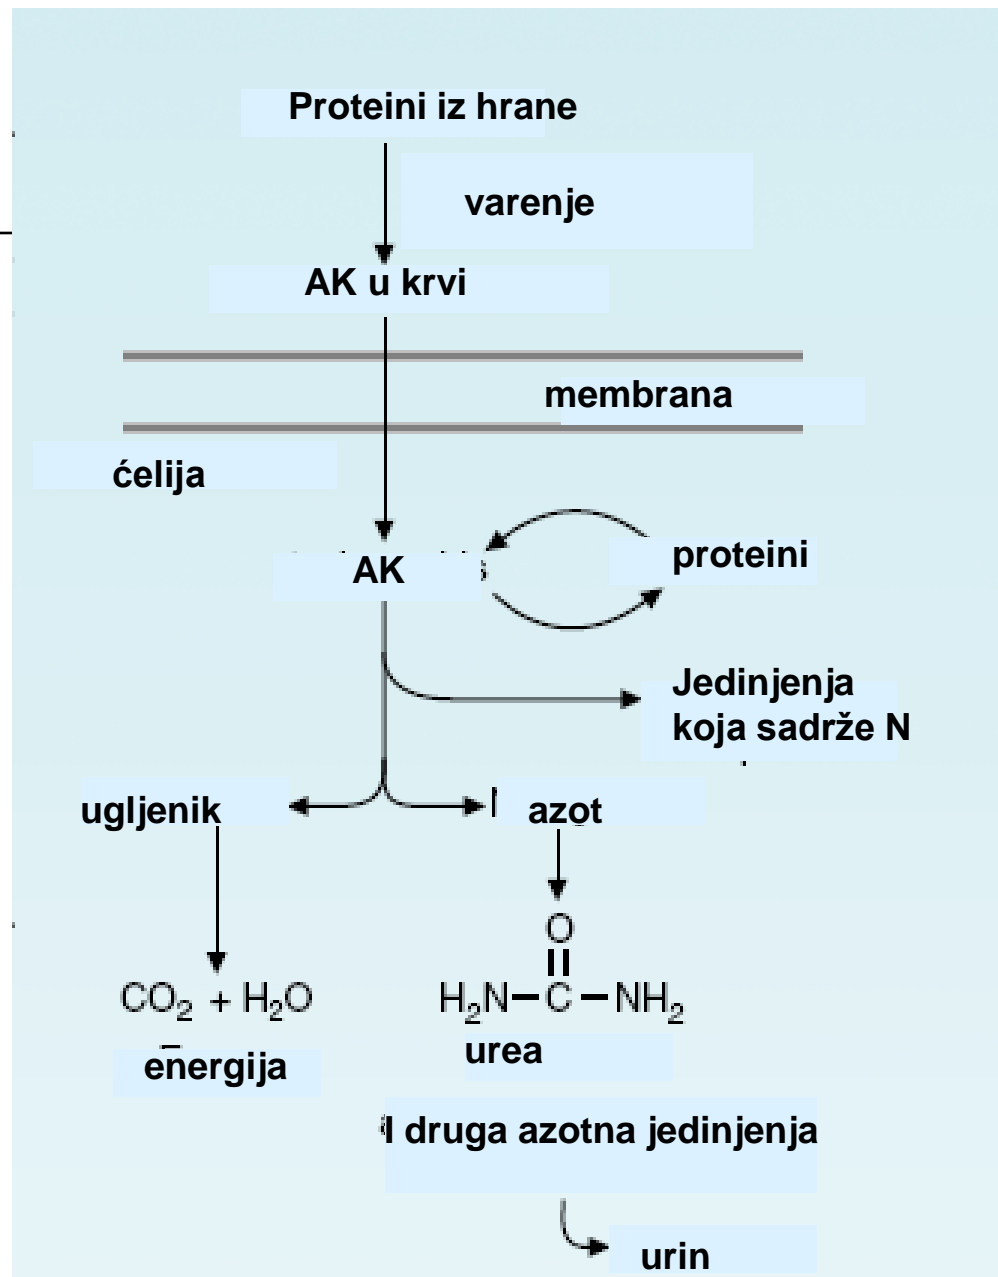 Proteini iz hrane
varenje
AK u krvi
membrana
ćelija
AK
proteini
Jedinjenja
koja sadrže N
ugljenik
azot
O
CO₂ + H₂O
H₂N–C–NH₂
energija
urea
I druga azotna jedinjenja
urin